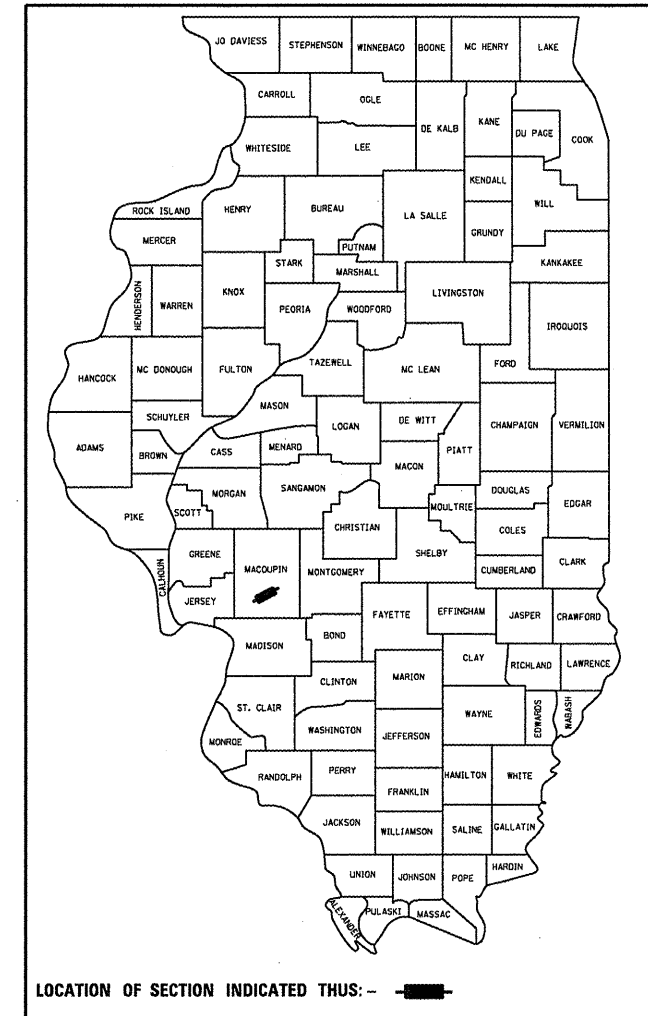 JO DAVIESS STEPHENSON WINNEBAGO BOONE MC HENRY LAKE
CARROLL OGLE DE KALB KANE DU PAGE COOK
WHITESIDE LEE
KENDALL WILL
ROCK ISLAND HENRY BUREAU LA SALLE GRUNDY
MERCER PUTNAM
STARK MARSHALL KANKAKEE
HENDERSON WARREN KNOX PEORIA WOODFORD LIVINGSTON IROQUOIS
HANCOCK MC DONOUGH FULTON TAZEWELL MC LEAN FORD
MASON
SCHUYLER LOGAN DE WITT CHAMPAIGN VERMILION
ADAMS BROWN CASS MENARD PIATT
MACON
PIKE SCOTT MORGAN SANGAMON MOULTRIE DOUGLAS EDGAR
CHRISTIAN COLES
GREENE SHELBY
CALHOUN MACOUPIN MONTGOMERY CUMBERLAND CLARK
JERSEY
FAYETTE EFFINGHAM JASPER CRAWFORD
MADISON BOND
CLAY RICHLAND LAWRENCE
CLINTON MARION
ST. CLAIR WAYNE EDWARDS WABASH
WASHINGTON JEFFERSON
MONROE
RANDOLPH PERRY HAMILTON WHITE
FRANKLIN
JACKSON WILLIAMSON SALINE GALLATIN
UNION JOHNSON POPE HARDIN
ALEXANDER PULASKI MASSAC
LOCATION OF SECTION INDICATED THUS: -